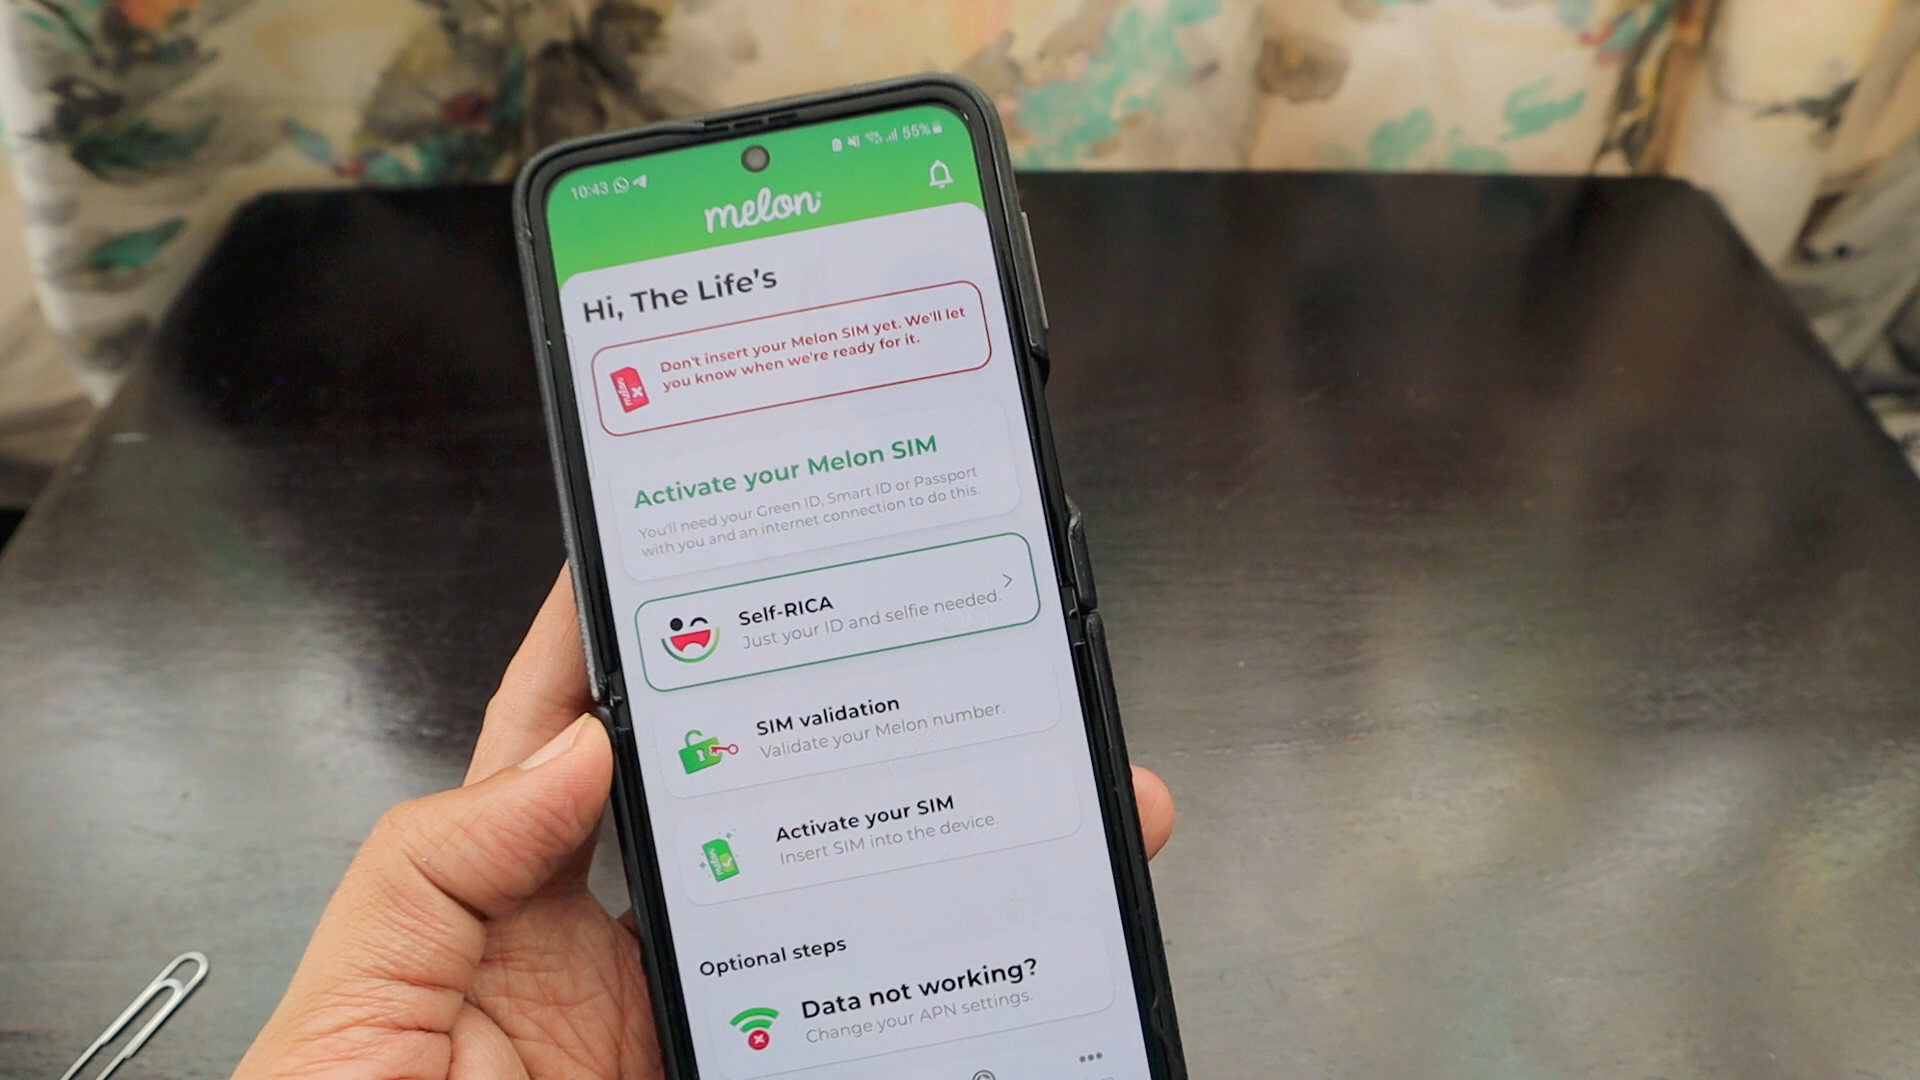 10:43
55%
melon
Hi, The Life's
Don't insert your Melon SIM yet. We'll let
you know when we're ready for it.
melon
Activate your Melon SIM
You'll need your Green ID, Smart ID or Passport
with you and an internet connection to do this.
Self-RICA
Just your ID and selfie needed.
SIM validation
Validate your Melon number.
Activate your SIM
Insert SIM into the device.
melon
Optional steps
Data not working?
Change your APN settings.